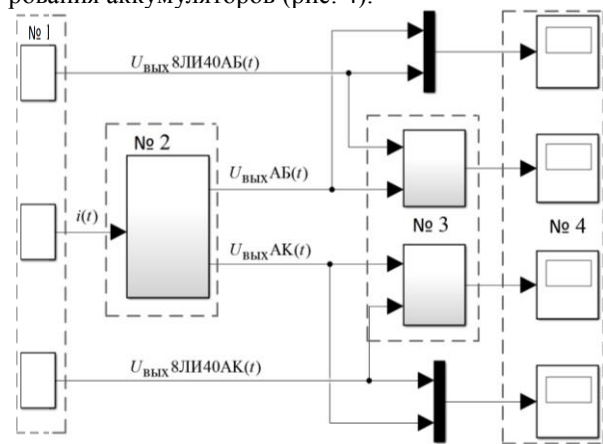 рования аккумуляторов (рис. 4).
№ 1
U вых 8ЛИ40АБ(t)
№ 2
U вых АБ(t)
i(t)
№ 3
№ 4
U вых АК(t)
U вых 8ЛИ40АК(t)